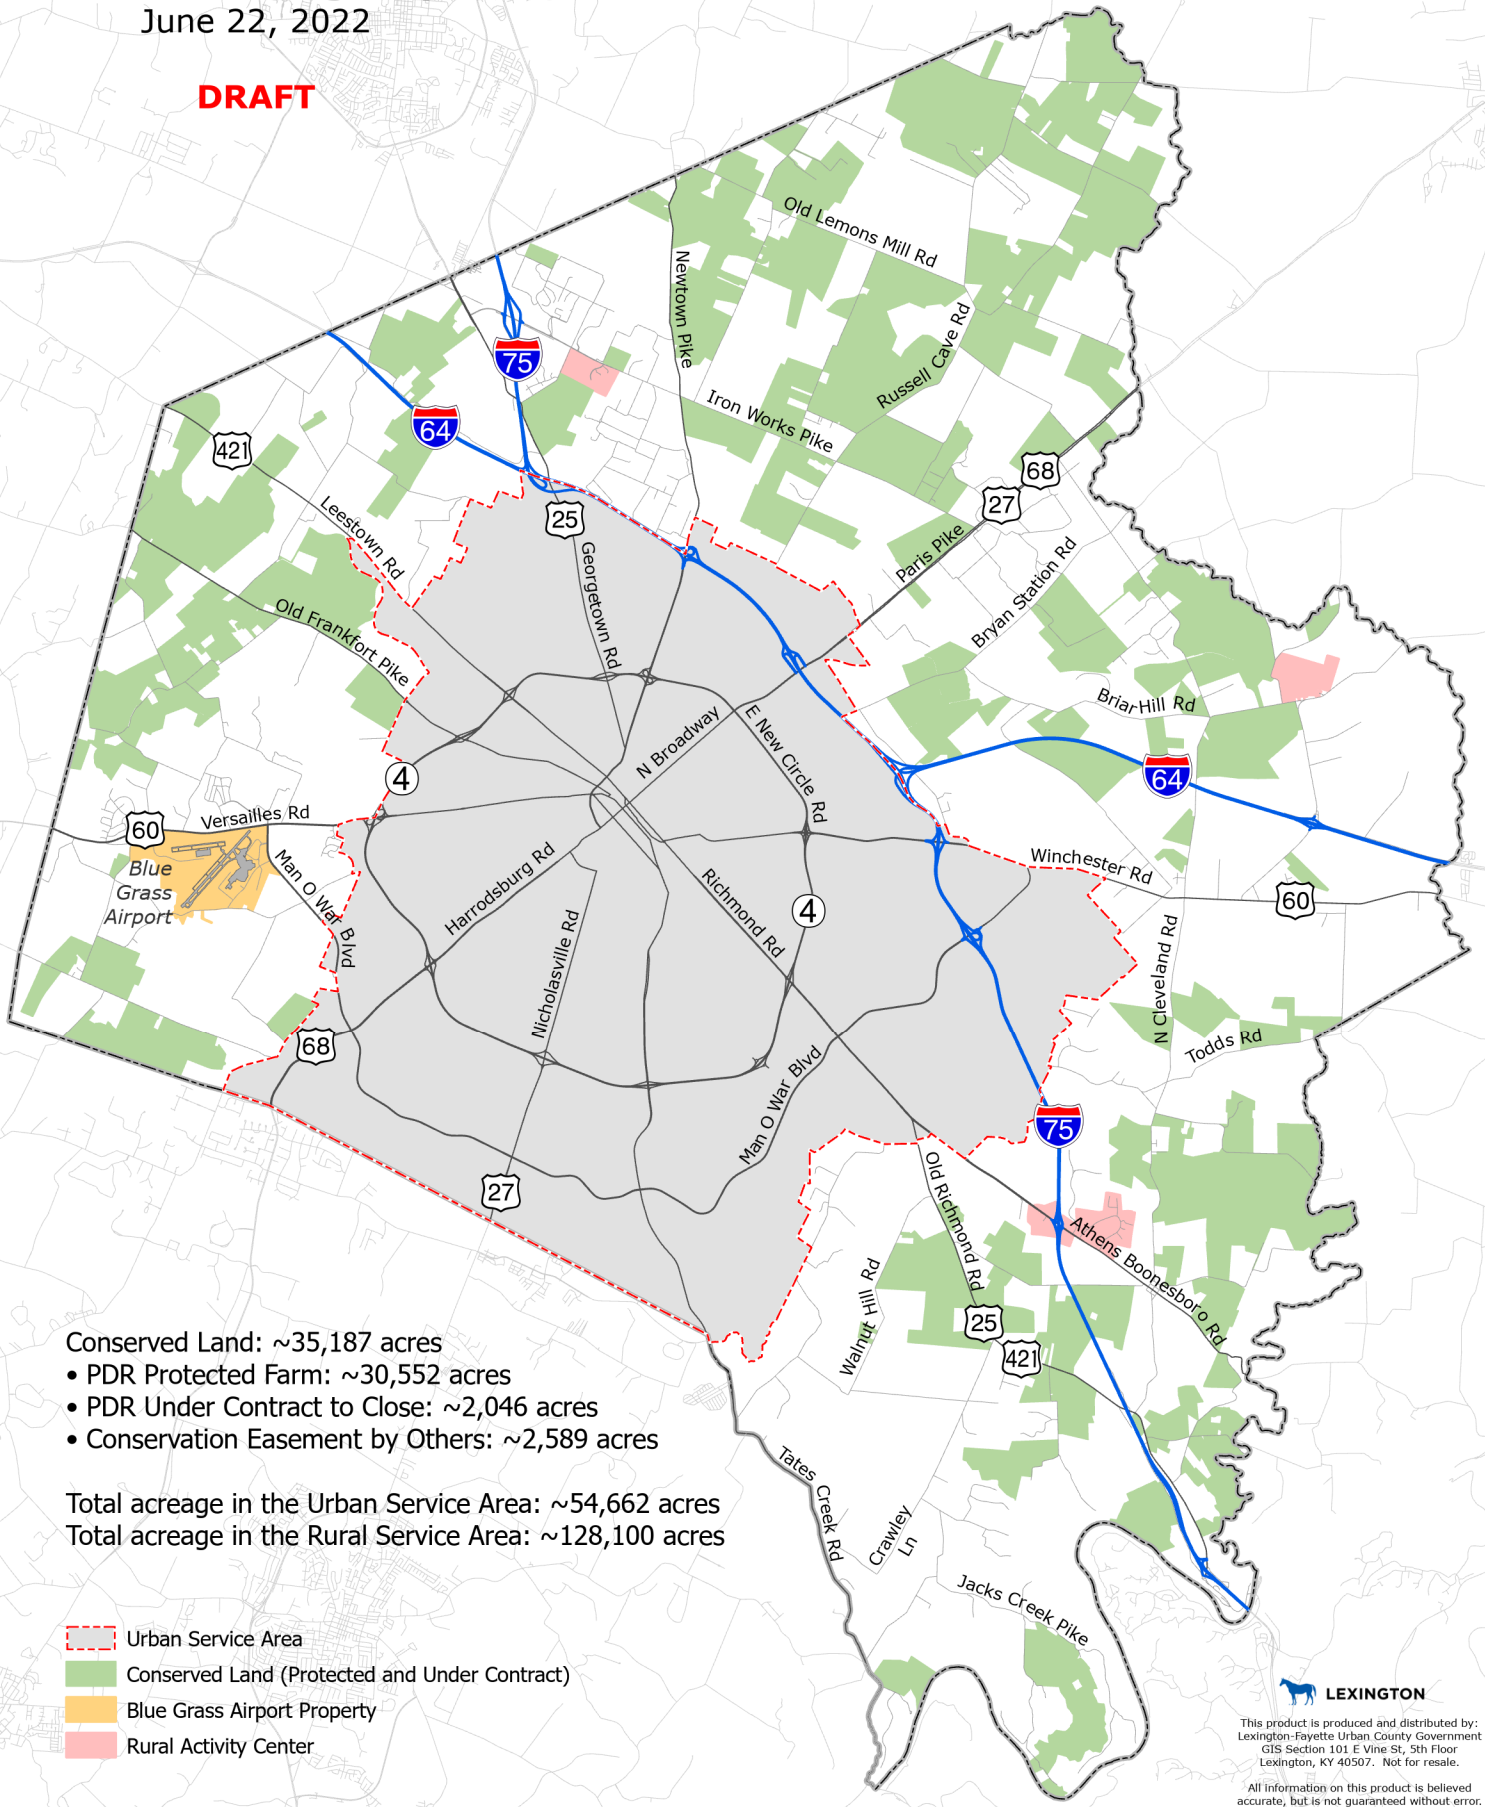 June 22, 2022
DRAFT
Old Lemons Mill Rd
Newtown Pike
Russell Cave Rd
75
Iron Works Pike
64
421
68
27
Leestown Rd
25
Paris Pike
Georgetown Rd
Bryan Station Rd
Old Frankfort Pike
Briar Hill Rd
N Broadway
E New Circle Rd
4
64
Versailles Rd
60
Blue
Grass
Airport
Man O War Blvd
Harrodsburg Rd
Richmond Rd
Winchester Rd
4
60
Nicholasville Rd
N Cleveland Rd
68
Todds Rd
Man O War Blvd
75
27
Old Richmond Rd
Athens Boonesboro Rd
Walnut Hill Rd
25
421
Conserved Land: ~35,187 acres
• PDR Protected Farm: ~30,552 acres
• PDR Under Contract to Close: ~2,046 acres
• Conservation Easement by Others: ~2,589 acres
Total acreage in the Urban Service Area: ~54,662 acres
Total acreage in the Rural Service Area: ~128,100 acres
Tates Creek Rd
Crawley
Ln
Jacks Creek Pike
Urban Service Area
Conserved Land (Protected and Under Contract)
Blue Grass Airport Property
Rural Activity Center
LEXINGTON
This product is produced and distributed by:
Lexington-Fayette Urban County Government
GIS Section 101 E Vine St, 5th Floor
Lexington, KY 40507. Not for resale.
All information on this product is believed
accurate, but is not guaranteed without error.